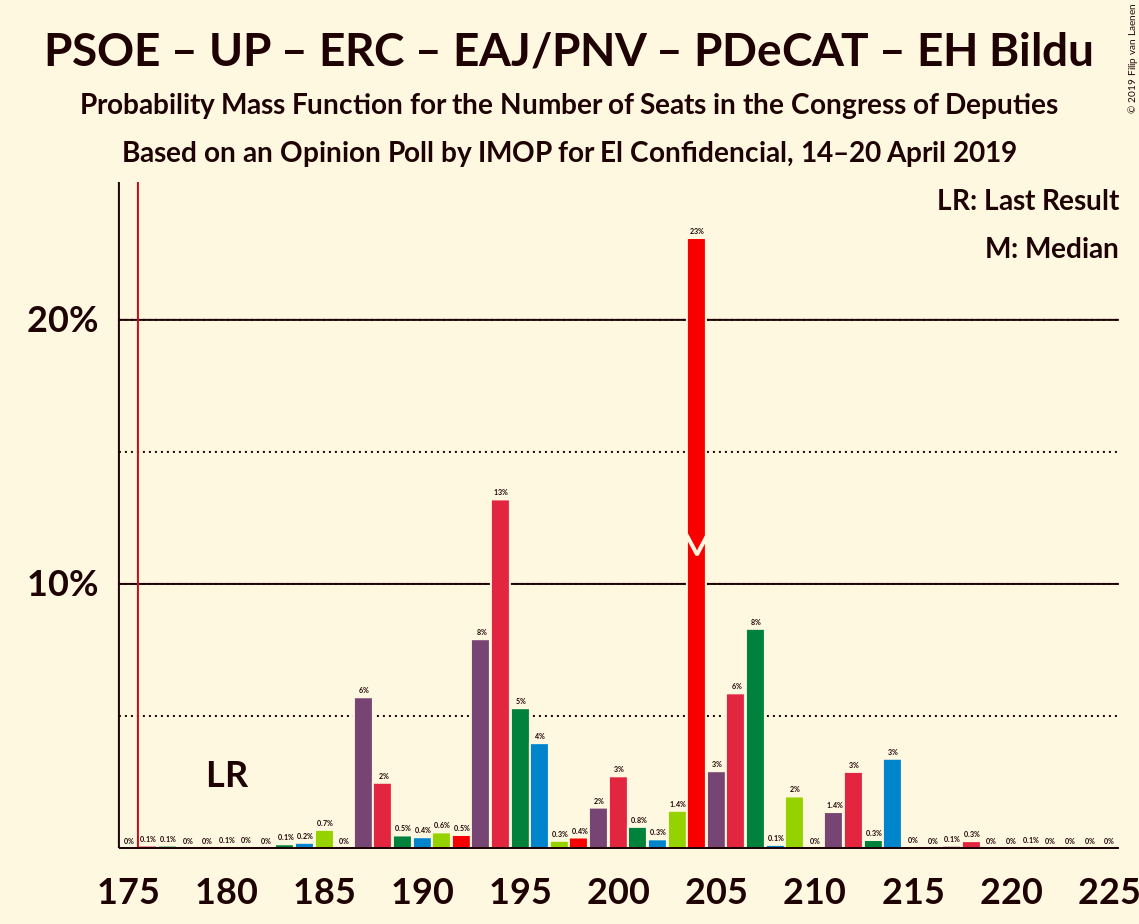 PSOE – UP – ERC – EAJ/PNV – PDeCAT – EH Bildu
Probability Mass Function for the Number of Seats in the Congress of Deputies
Based on an Opinion Poll by IMOP for El Confidencial, 14–20 April 2019
© 2019 Filip van Laenen
LR: Last Result
M: Median
20%
10%
LR
0% 0.1% 0.1% 0% 0% 0.1% 0% 0% 0.1% 0.2% 0.7% 0% 6% 2% 0.5% 0.4% 0.6% 0.5% 8% 13% 5% 4% 0.3% 0.4% 2% 3% 0.8% 0.3% 1.4% 23% 3% 6% 8% 0.1% 2% 0% 1.4% 3% 0.3% 3% 0% 0% 0.1% 0.3% 0% 0% 0.1% 0% 0% 0% 0%
175 180 185 190 195 200 205 210 215 220 225